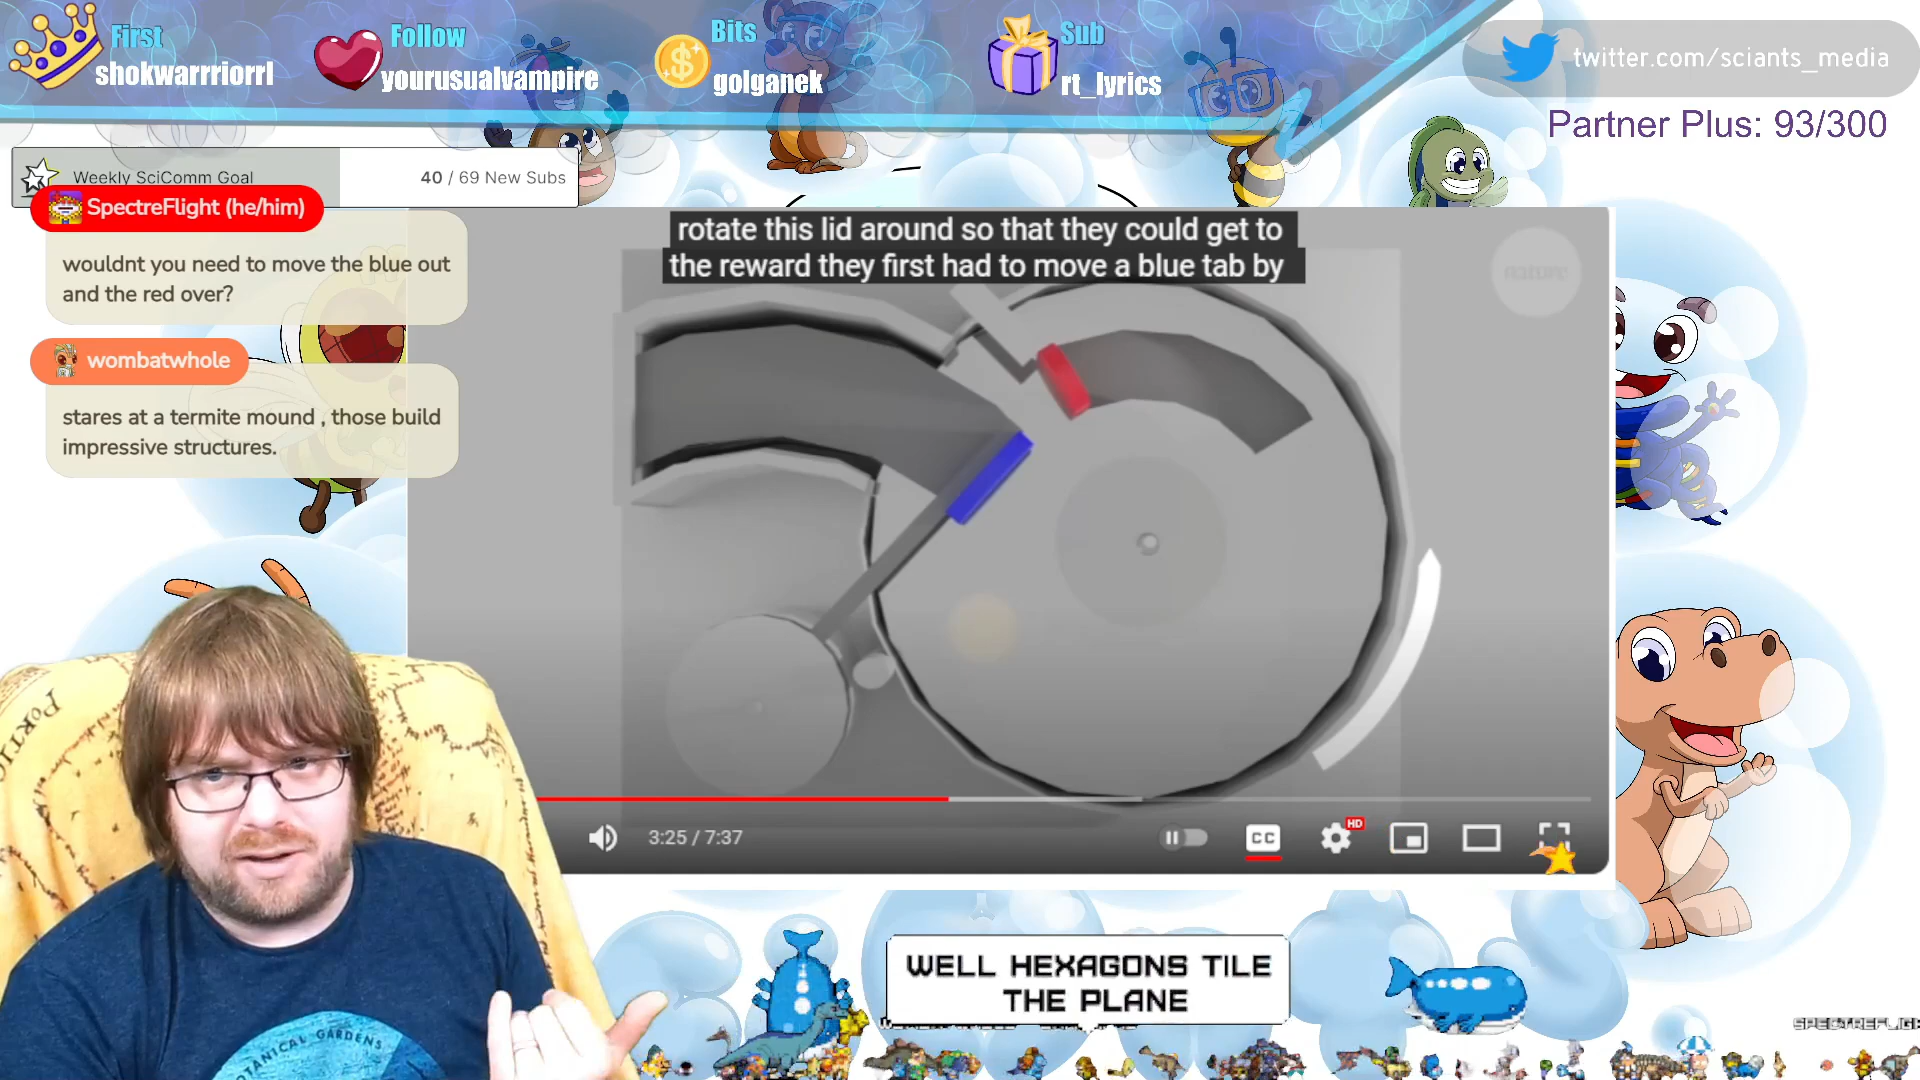 First
shokwarrriorrl
Follow
yourusualvampire
Bits
golganek
Sub
rt_lyrics
twitter.com/sciants_media
Partner Plus: 93/300
Weekly SciComm Goal
40 / 69 New Subs
SpectreFlight (he/him)
wouldnt you need to move the blue out
and the red over?
wombatwhole
stares at a termite mound , those build
impressive structures.
rotate this lid around so that they could get to
the reward they first had to move a blue tab by
nature
3:25 / 7:37
CC
HD
WELL HEXAGONS TILE
THE PLANE